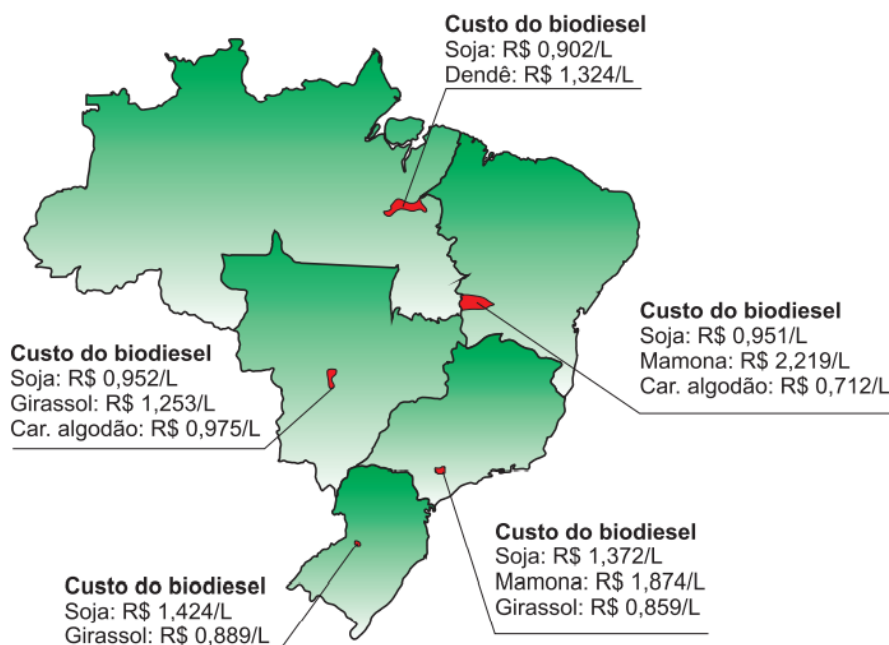 Custo do biodiesel
Soja: R$ 0,902/L
Dendê: R$ 1,324/L
Custo do biodiesel
Soja: R$ 0,951/L
Mamona: R$ 2,219/L
Car. algodão: R$ 0,712/L
Custo do biodiesel
Soja: R$ 0,952/L
Girassol: R$ 1,253/L
Car. algodão: R$ 0,975/L
Custo do biodiesel
Soja: R$ 1,372/L
Mamona: R$ 1,874/L
Girassol: R$ 0,859/L
Custo do biodiesel
Soja: R$ 1,424/L
Girassol: R$ 0,889/L